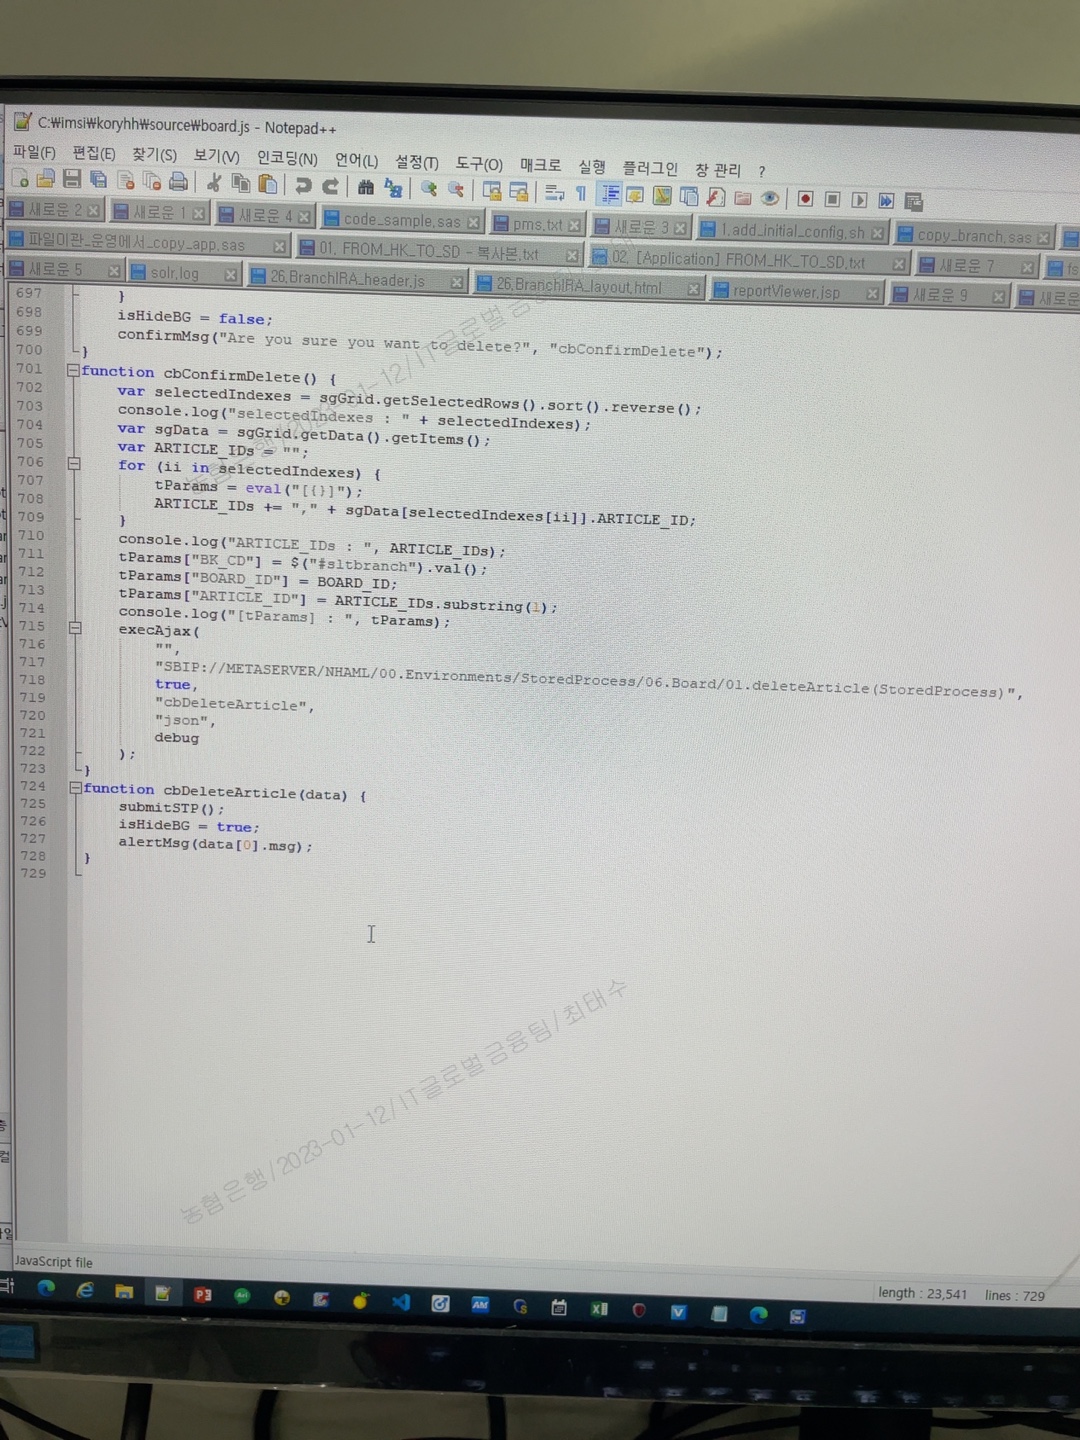 C:₩imsi₩koryhh₩source₩board.js - Notepad++
파일(F) 편집(E) 찾기(S) 보기(V) 인코딩(N) 언어(L) 설정(T) 도구(O) 매크로 실행 플러그인 창 관리 ?
새로운 2 새로운 1 새로운 4 code_sample.sas pms.txt 새로운 3 1.add_initial_config.sh copy_branch.sas
파일이관_운영에서_copy_app.sas 01. FROM_HK_TO_SD - 복사본.txt 02. [Application] FROM_HK_TO_SD.txt 새로운 7
새로운 5 solr.log 26.BranchIRA_header.js 26.BranchIRA_layout.html reportViewer.jsp 새로운 9 새로운
697 }
698 isHideBG = false;
699 confirmMsg("Are you sure you want to delete?", "cbConfirmDelete");
700 }
701 function cbConfirmDelete() {
702 var selectedIndexes = sgGrid.getSelectedRows().sort().reverse();
703 console.log("selectedIndexes : " + selectedIndexes);
704 var sgData = sgGrid.getData().getItems();
705 var ARTICLE_IDs = "";
706 for (ii in selectedIndexes) {
707 tParams = eval("[{}]");
708 ARTICLE_IDs += "," + sgData[selectedIndexes[ii]].ARTICLE_ID;
709 }
710 console.log("ARTICLE_IDs : ", ARTICLE_IDs);
711 tParams["BK_CD"] = $("#sltbranch").val();
712 tParams["BOARD_ID"] = BOARD_ID;
713 tParams["ARTICLE_ID"] = ARTICLE_IDs.substring(1);
714 console.log("[tParams] : ", tParams);
715 execAjax(
716 "",
717 "SBIP://METASERVER/NHAML/00.Environments/StoredProcess/06.Board/01.deleteArticle(StoredProcess)",
718 true,
719 "cbDeleteArticle",
720 "json",
721 debug
722 );
723 }
724 function cbDeleteArticle(data) {
725 submitSTP();
726 isHideBG = true;
727 alertMsg(data[0].msg);
728 }
729
농협은행/2023-01-12/IT글로벌금융팀/최태수
JavaScript file
length : 23,541 lines : 729